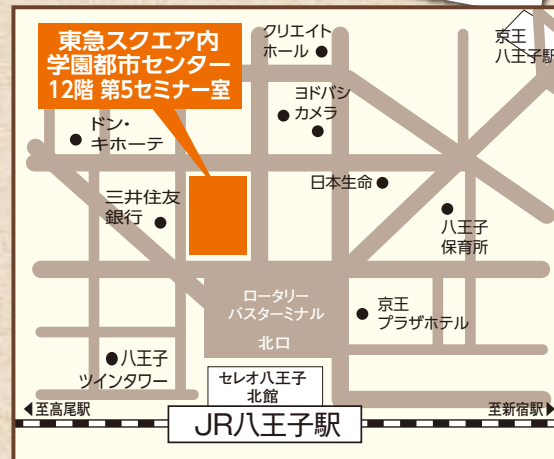 東急スクエア内
学園都市センター
12階 第5セミナー室
クリエイト
ホール
京王
八王子駅
ヨドバシ
カメラ
ドン・
キホーテ
日本生命
三井住友
銀行
八王子
保育所
ロータリー
バスターミナル
北口
京王
プラザホテル
八王子
ツインタワー
セレオ八王子
北館
至高尾駅
至新宿駅
JR八王子駅